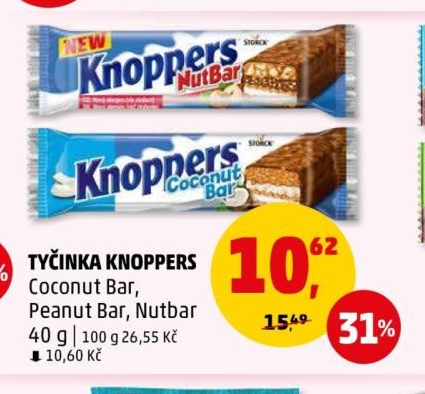 NEW
Knoppers
NutBar
STORCK
Knoppers
Coconut
Bar
STORCK
TYČINKA KNOPPERS
Coconut Bar,
Peanut Bar, Nutbar
40 g | 100 g 26,55 Kč
⬇ 10,60 Kč
10,62
15,49
31%
%